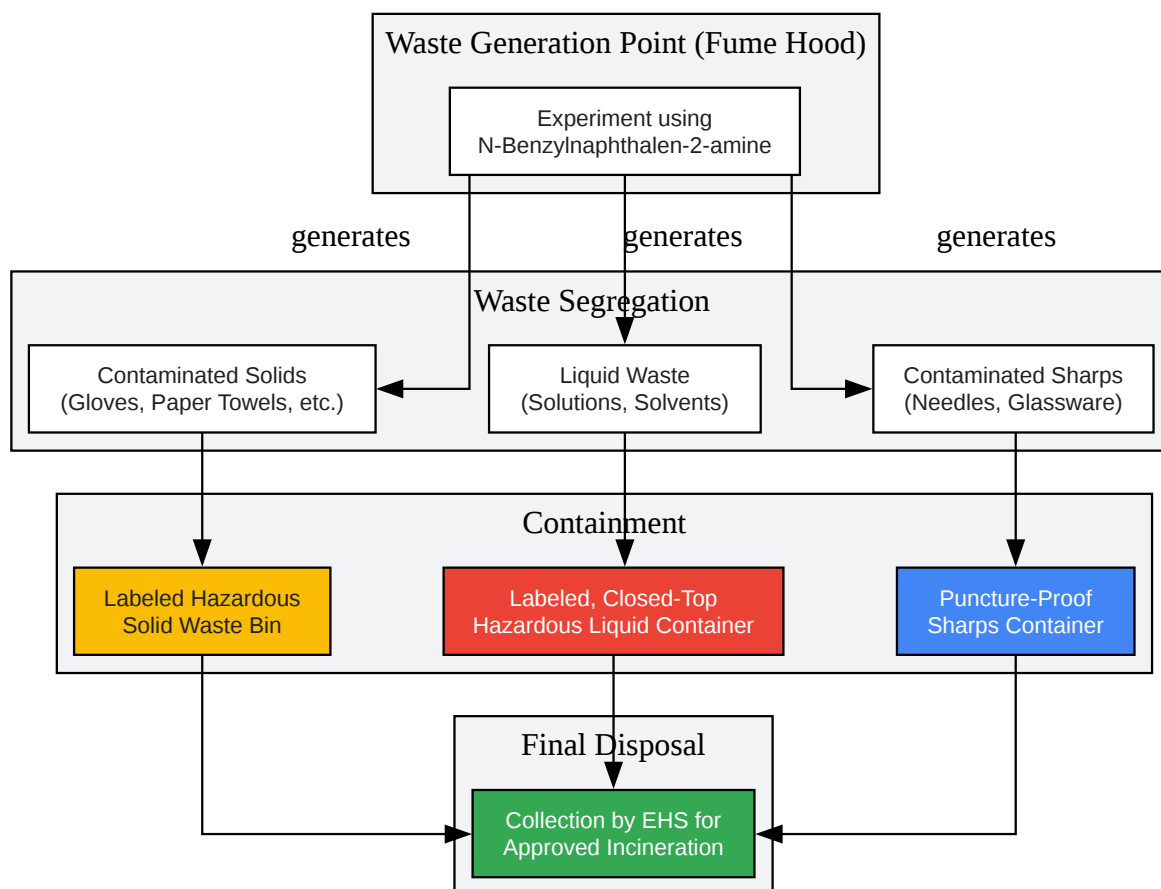 Waste Generation Point (Fume Hood)
Experiment using
N-Benzylnaphthalen-2-amine
generates
generates
generates
Waste Segregation
Contaminated Solids
(Gloves, Paper Towels, etc.)
Liquid Waste
(Solutions, Solvents)
Contaminated Sharps
(Needles, Glassware)
Containment
Labeled Hazardous
Solid Waste Bin
Labeled, Closed-Top
Hazardous Liquid Container
Puncture-Proof
Sharps Container
Final Disposal
Collection by EHS for
Approved Incineration